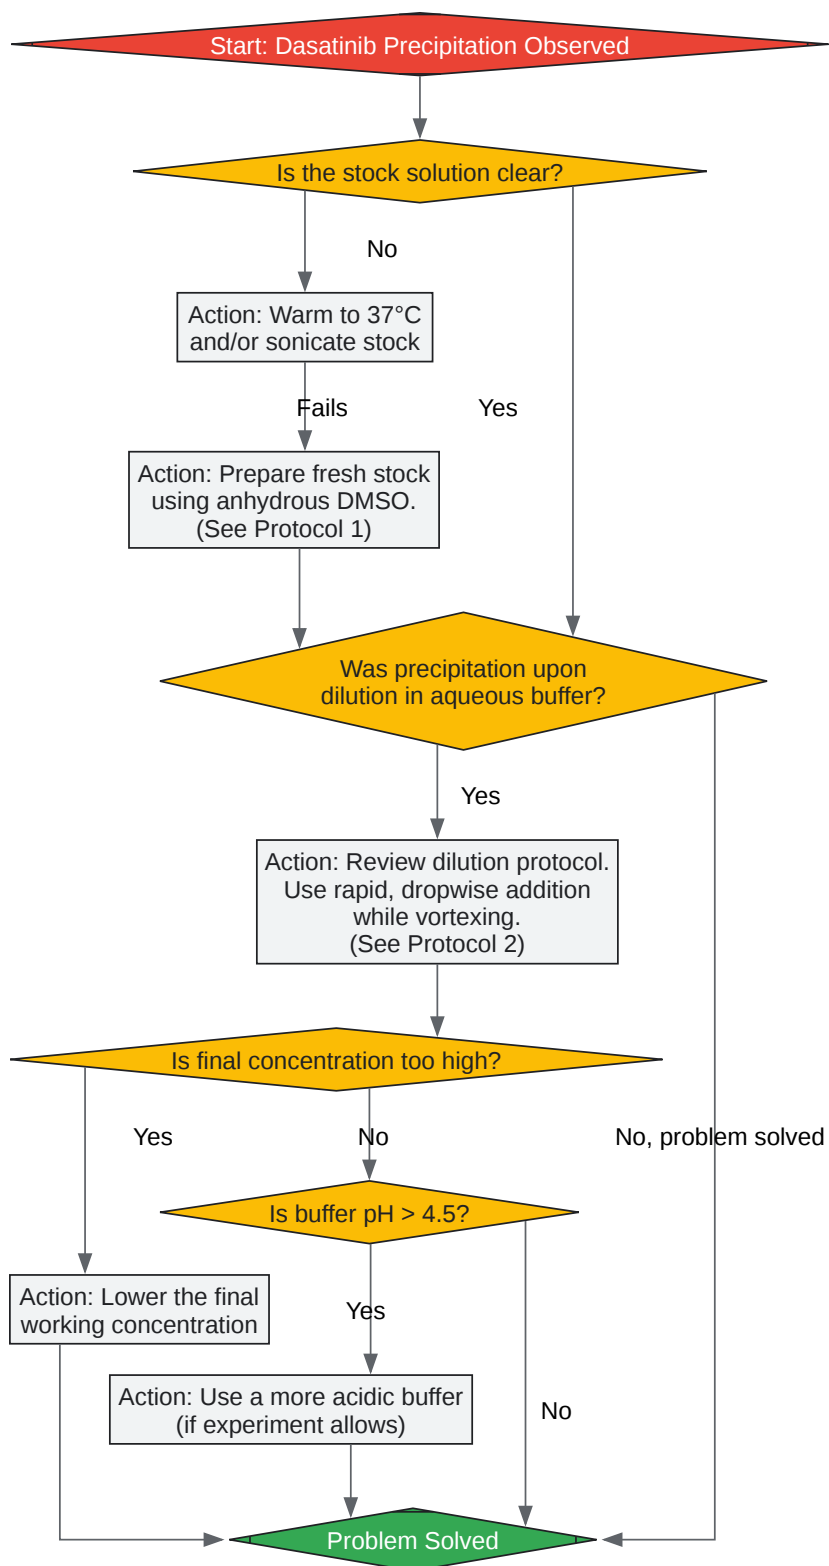 Start: Dasatinib Precipitation Observed
Is the stock solution clear?
No
Action: Warm to 37°C
and/or sonicate stock
Fails
Yes
Action: Prepare fresh stock
using anhydrous DMSO.
(See Protocol 1)
Was precipitation upon
dilution in aqueous buffer?
Yes
Action: Review dilution protocol.
Use rapid, dropwise addition
while vortexing.
(See Protocol 2)
Is final concentration too high?
Yes
No
No, problem solved
Is buffer pH > 4.5?
Action: Lower the final
working concentration
Yes
Action: Use a more acidic buffer
(if experiment allows)
No
Problem Solved